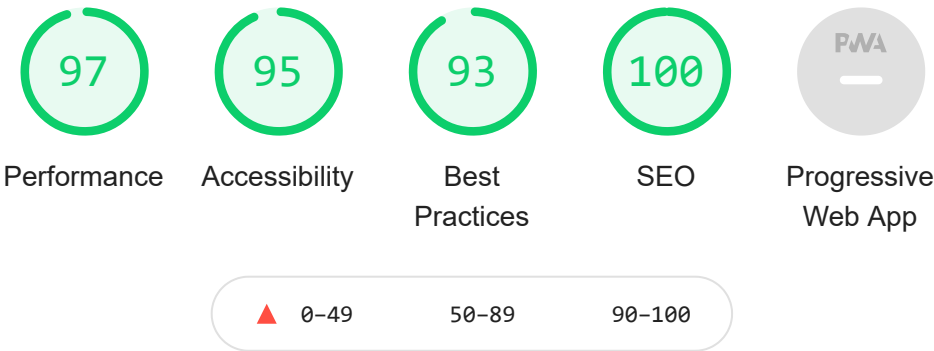 97 95 93 100 PWA
Performance Accessibility Best SEO Progressive
Practices Web App
0–49 50–89 90–100